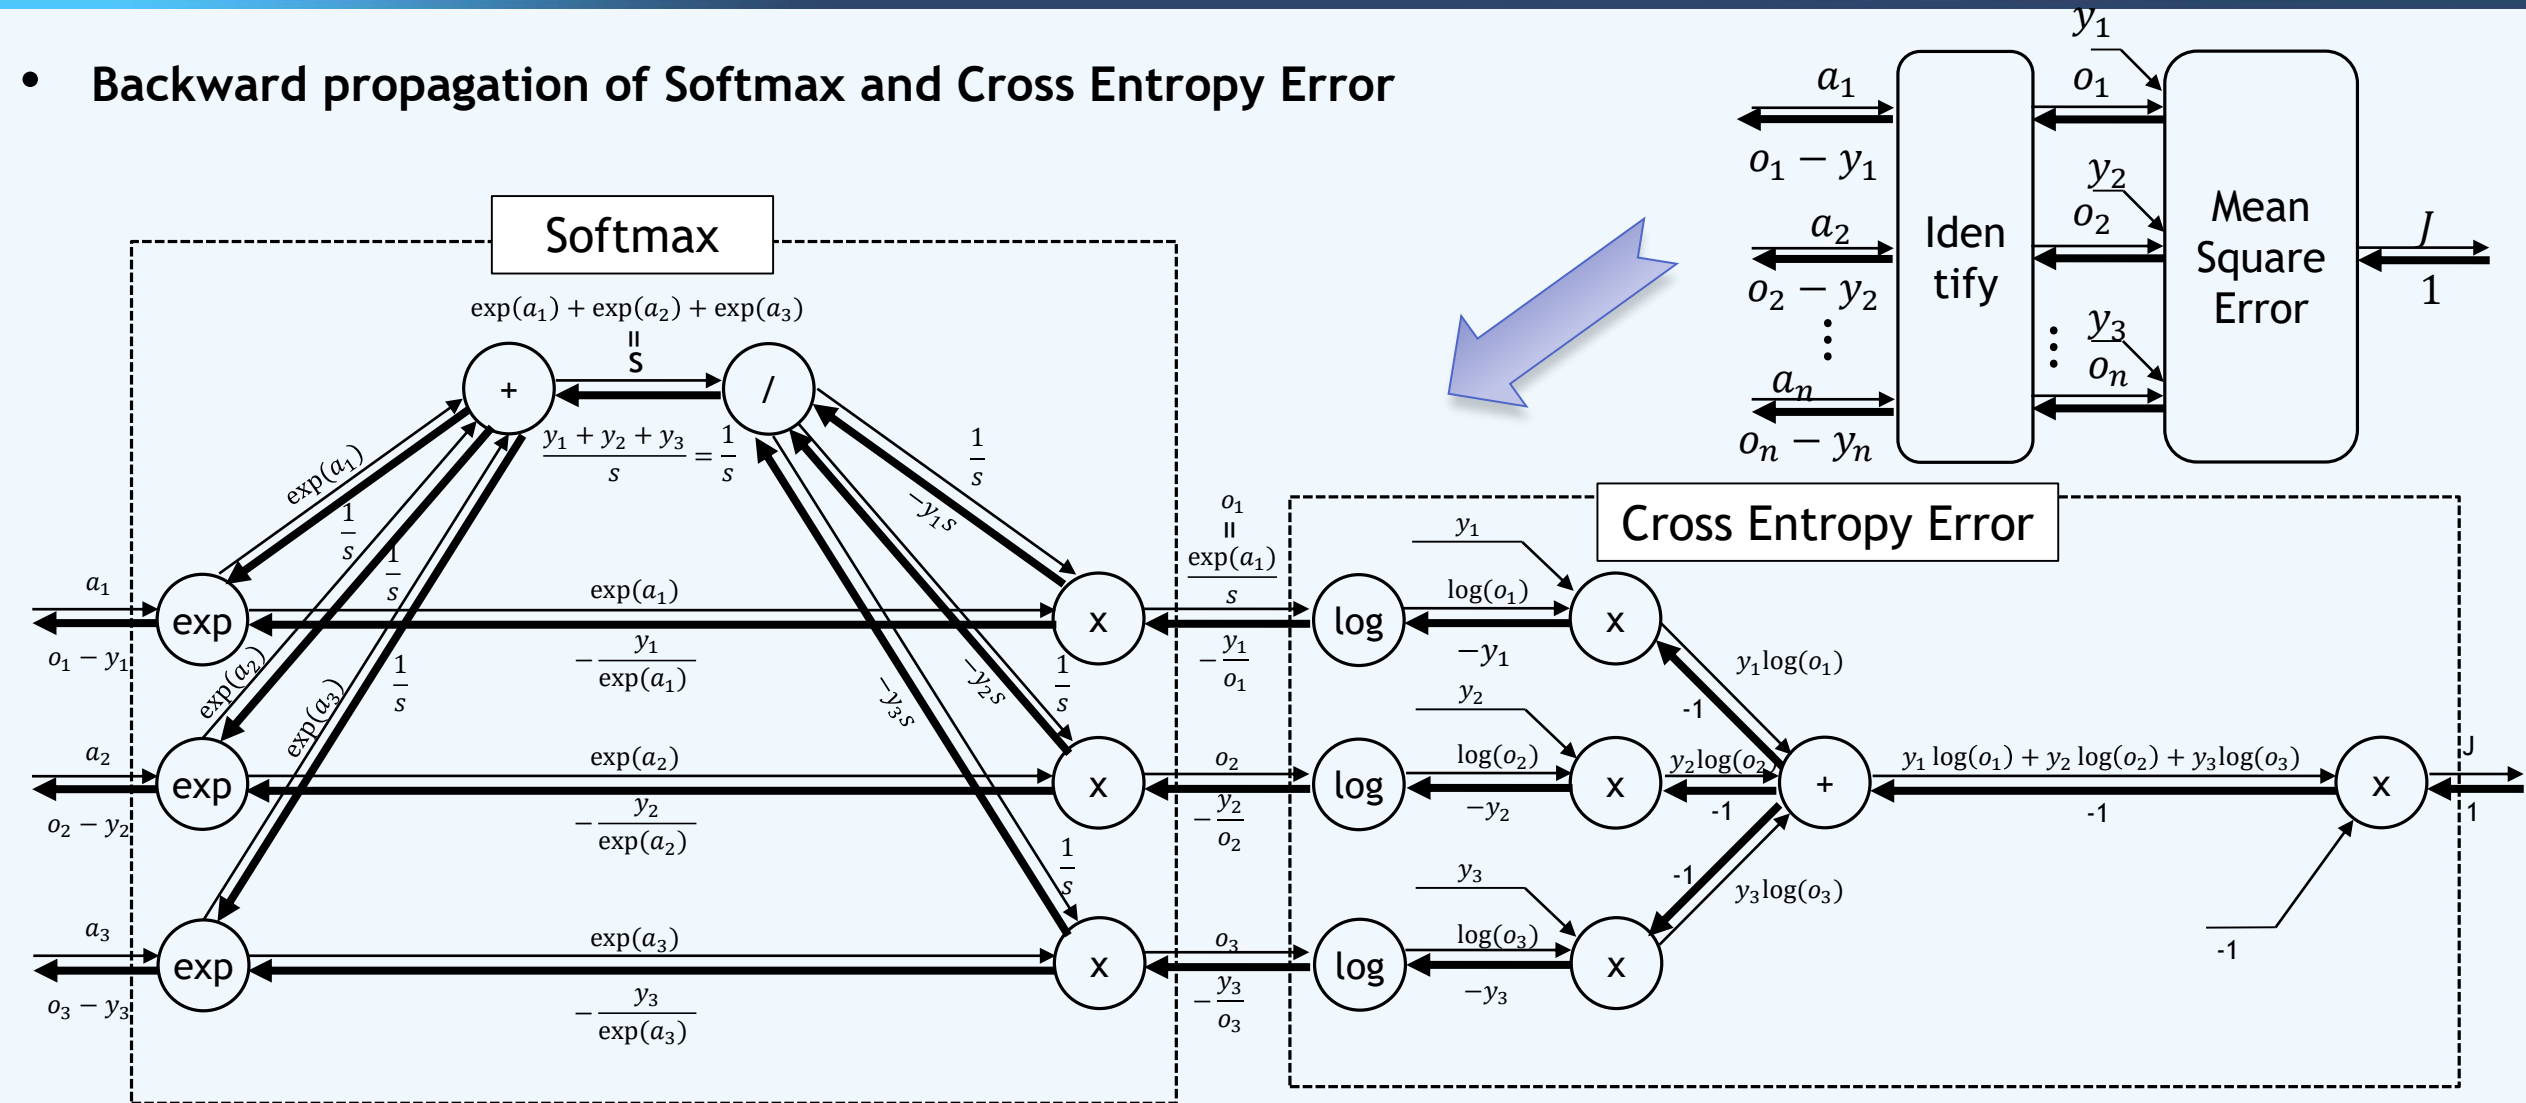 • Backward propagation of Softmax and Cross Entropy Error
y₁
a₁
o₁
o₁ − y₁
y₂
a₂
o₂
o₂ − y₂
⋮
⋮
y₃
aₙ
oₙ
oₙ − yₙ
Iden
tify
Mean
Square
Error
J
1
Softmax
exp(a₁) + exp(a₂) + exp(a₃)
=
S
+
/
(y₁ + y₂ + y₃)/s = 1/s
exp(a₁)
1/s
1/s
1/s
exp(a₂)
exp(a₃)
1/s
−y₁s
−y₂s
1/s
−y₃s
1/s
a₁
exp
o₁ − y₁
exp(a₁)
− y₁/exp(a₁)
x
a₂
exp
o₂ − y₂
exp(a₂)
− y₂/exp(a₂)
x
a₃
exp
o₃ − y₃
exp(a₃)
− y₃/exp(a₃)
x
o₁
=
exp(a₁)/s
− y₁/o₁
o₂
− y₂/o₂
o₃
− y₃/o₃
Cross Entropy Error
y₁
log
log(o₁)
−y₁
x
y₁log(o₁)
-1
y₂
log
log(o₂)
−y₂
x
y₂log(o₂)
-1
+
y₁ log(o₁) + y₂ log(o₂) + y₃log(o₃)
-1
x
J
1
y₃
log
log(o₃)
−y₃
x
-1
y₃log(o₃)
-1